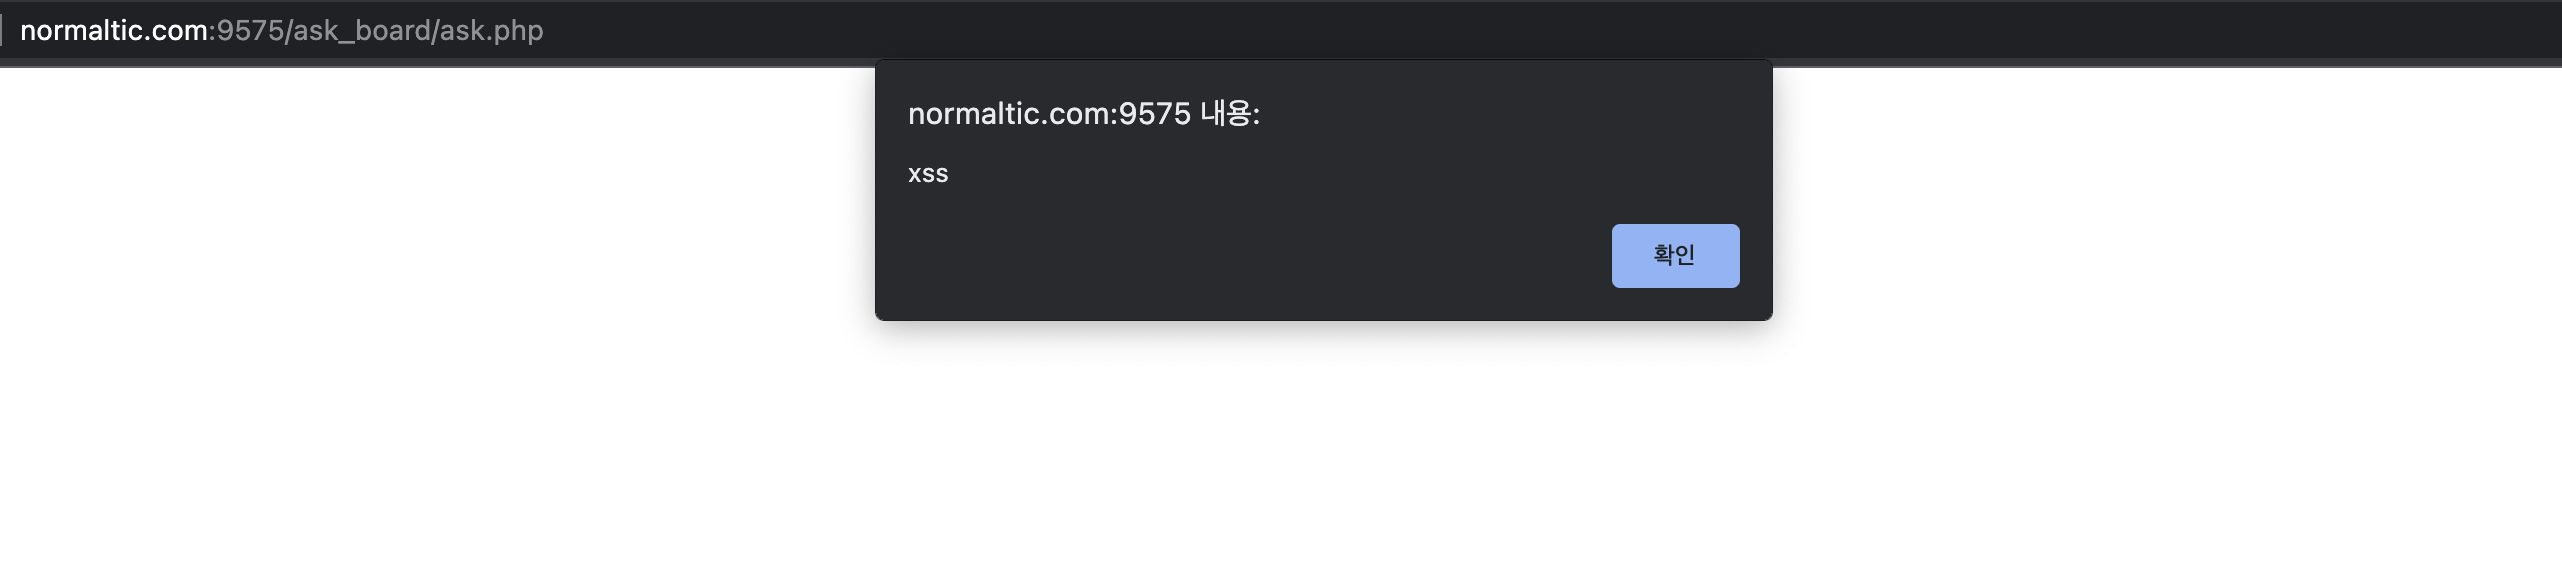 normaltic.com:9575/ask_board/ask.php
normaltic.com:9575 내용:
xss
확인